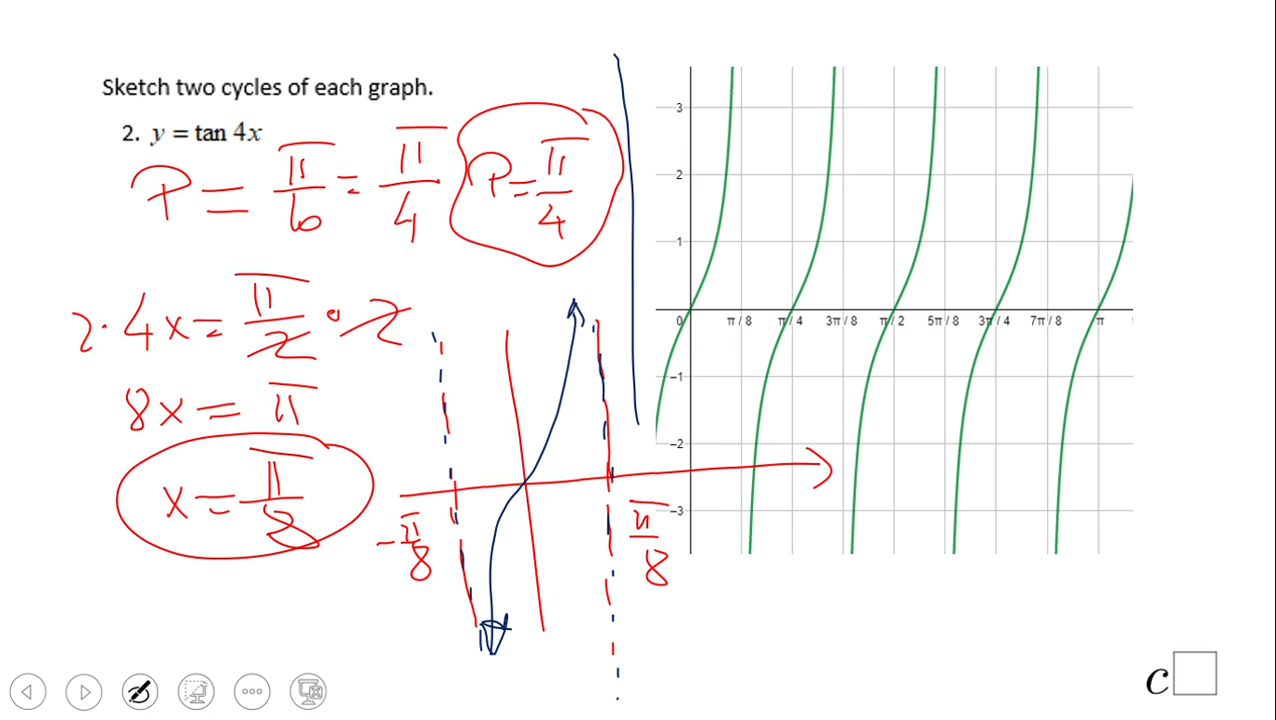 Sketch two cycles of each graph.
2. y = tan 4x
P = π/b = π/4
P = π/4
2·4x = π/2 · 2
8x = π
x = π/8
-π/8
π/8
3
2
1
0
π / 8
π / 4
3π / 8
π / 2
5π / 8
3π / 4
7π / 8
π
−1
−2
−3
c